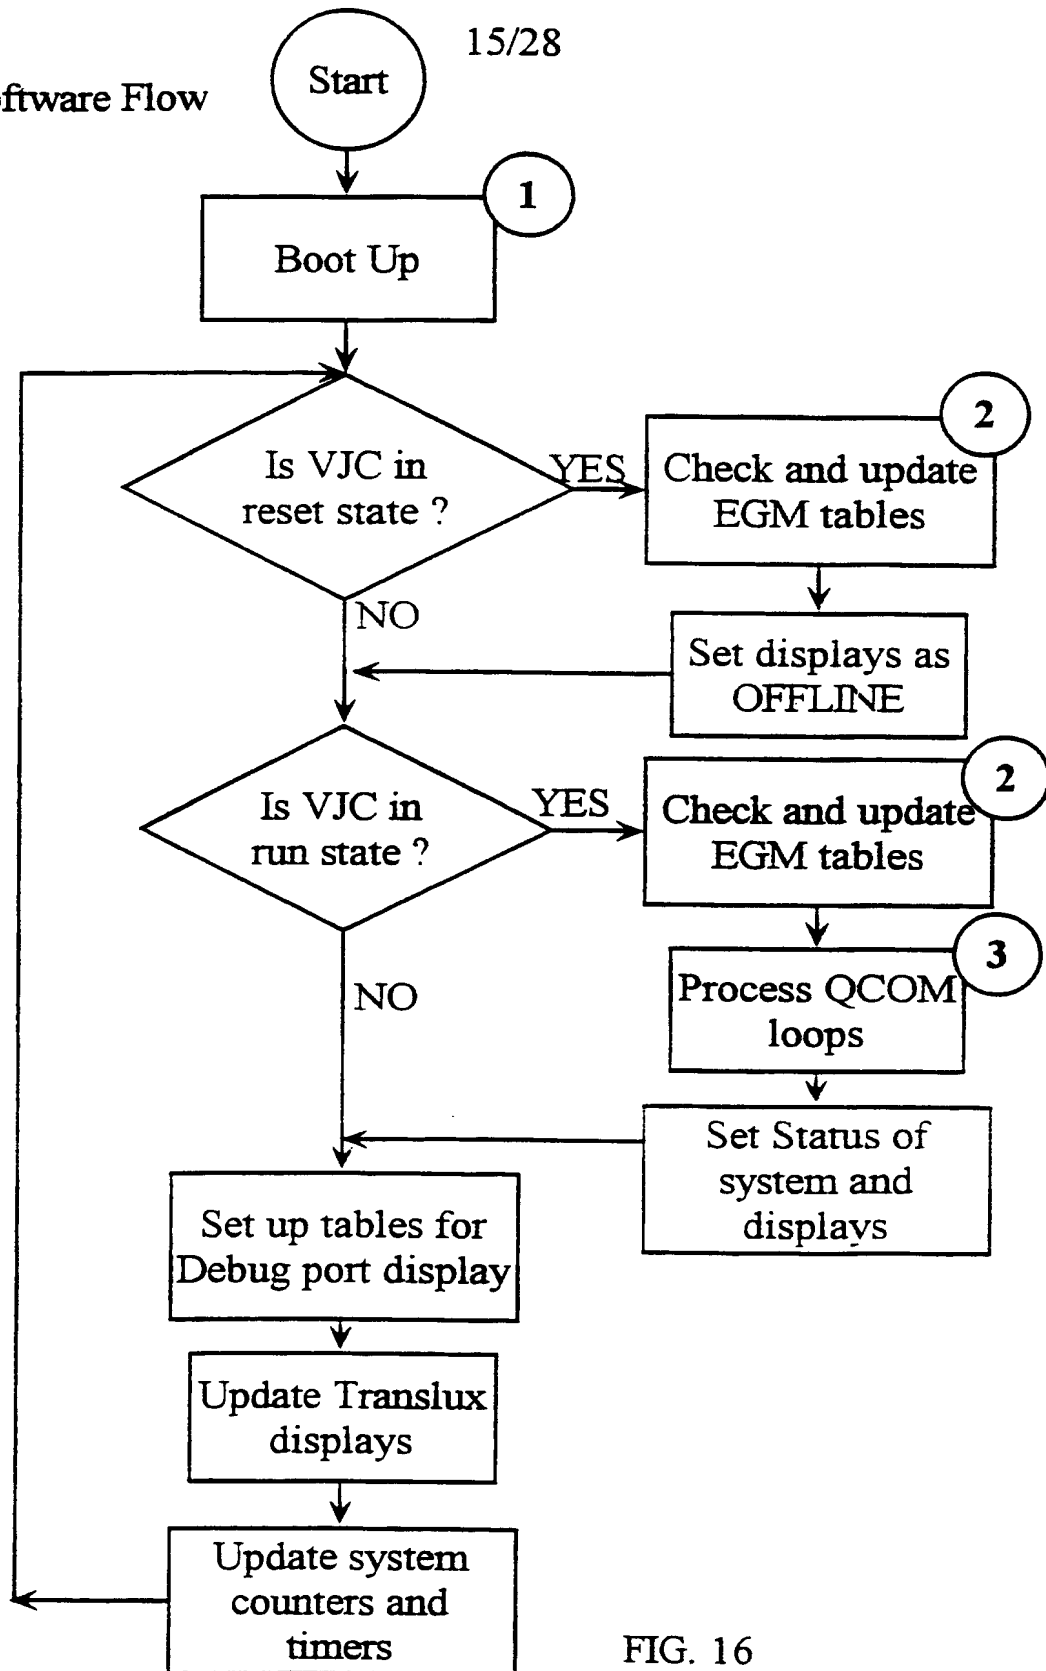 15/28
Software Flow
Start
1
Boot Up
Is VJC in
reset state ?
YES
NO
2
Check and update
EGM tables
Set displays as
OFFLINE
Is VJC in
run state ?
YES
NO
2
Check and update
EGM tables
3
Process QCOM
loops
Set Status of
system and
displays
Set up tables for
Debug port display
Update Translux
displays
Update system
counters and
timers
FIG. 16